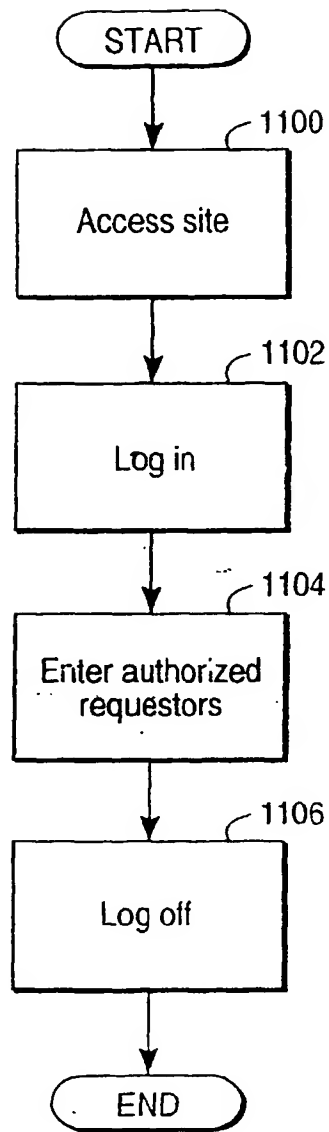 START
1100
Access site
1102
Log in
1104
Enter authorized
requestors
1106
Log off
END